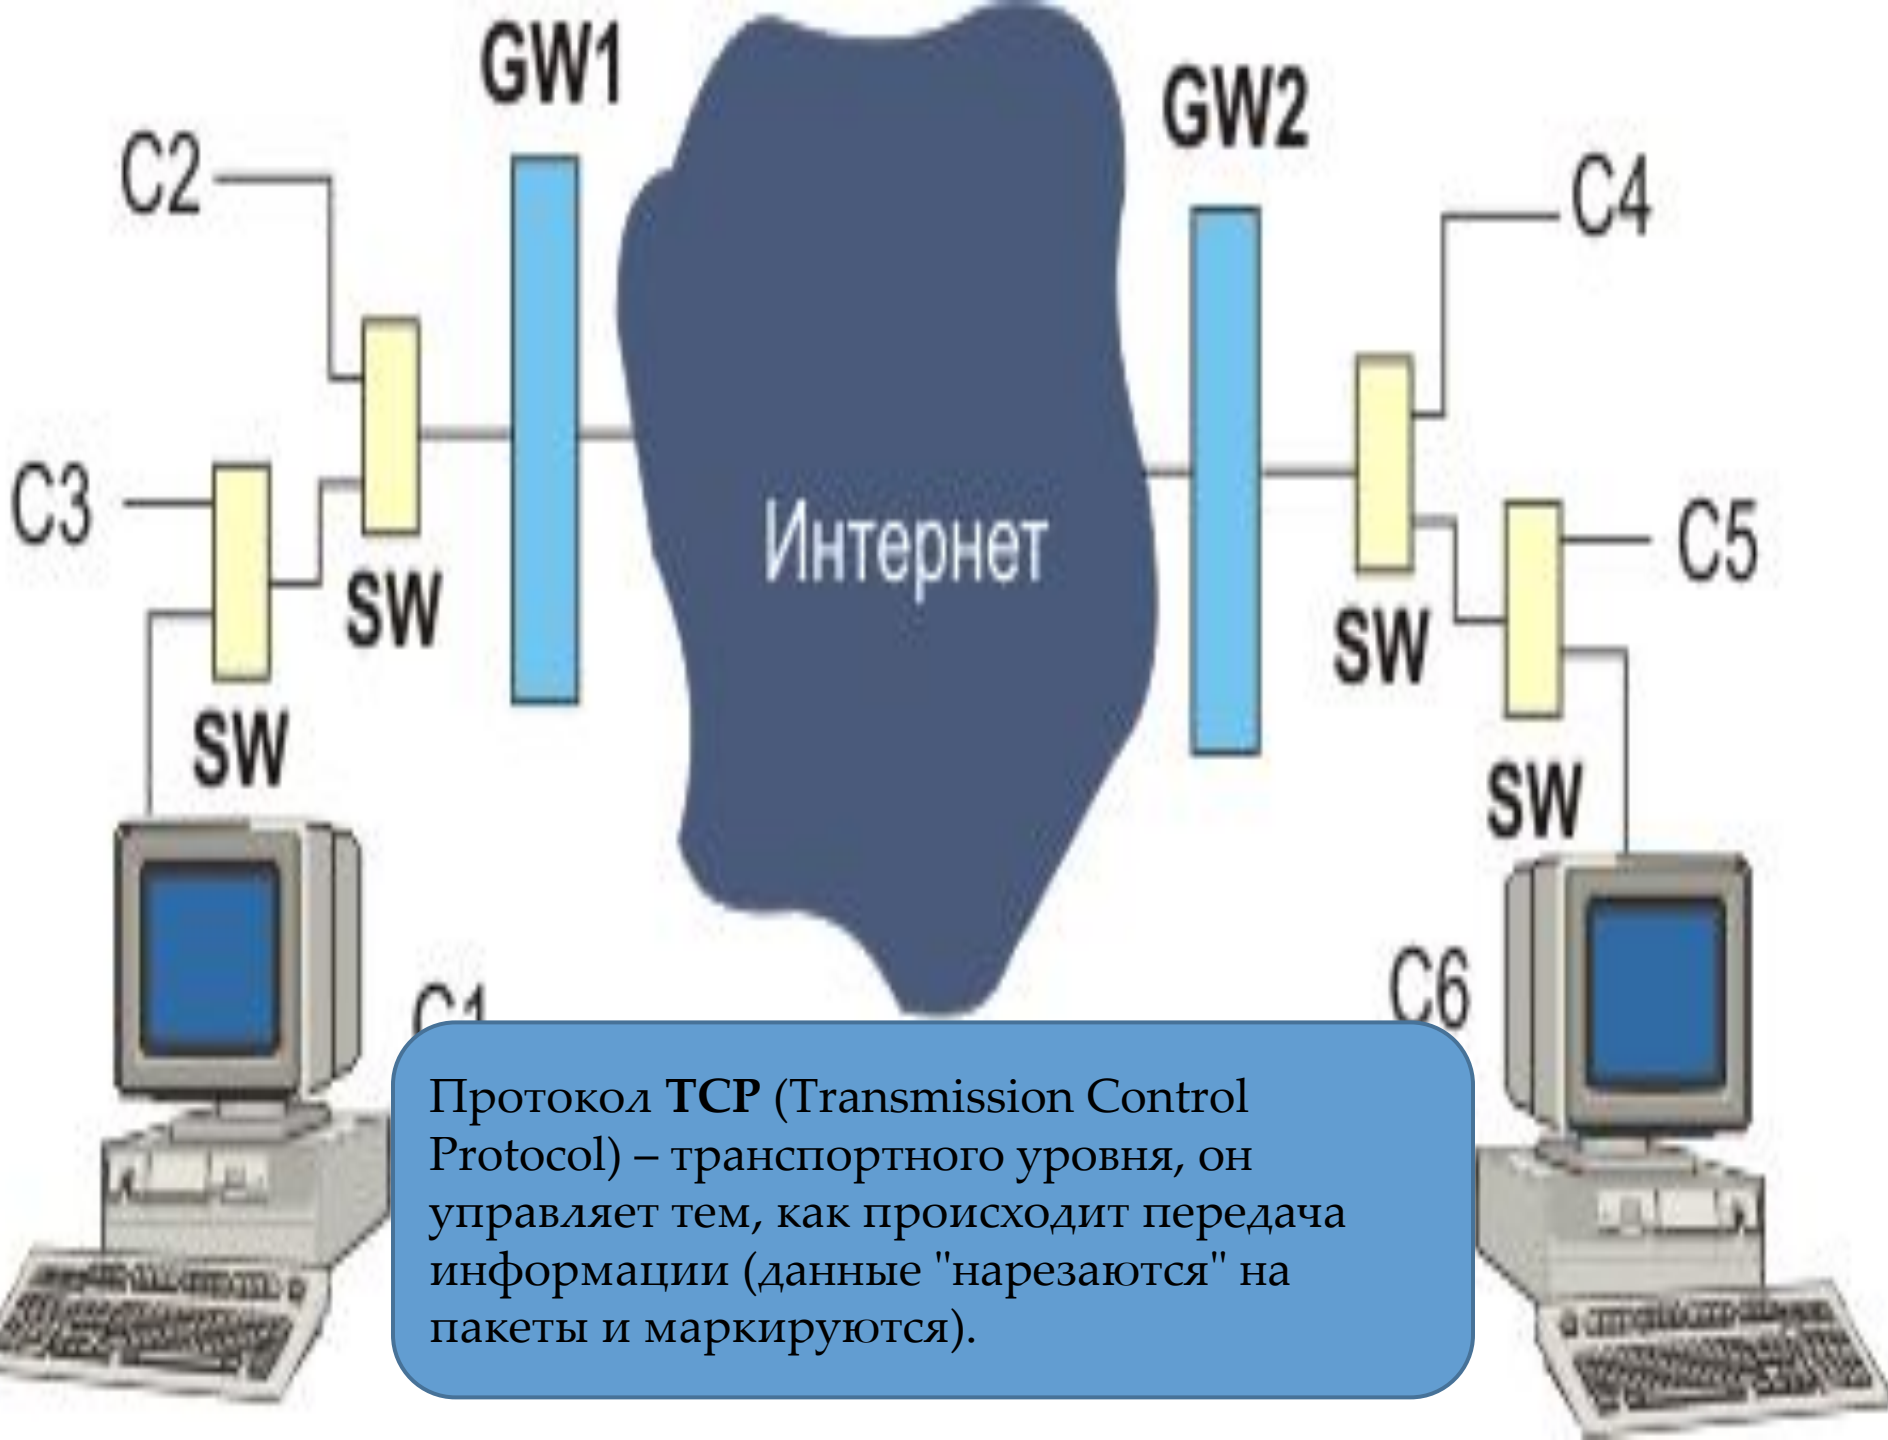 GW1
GW2
C2
C4
C3
C5
Интернет
SW
SW
SW
SW
C1
C6
Протокол TCP (Transmission Control
Protocol) – транспортного уровня, он
управляет тем, как происходит передача
информации (данные "нарезаются" на
пакеты и маркируются).